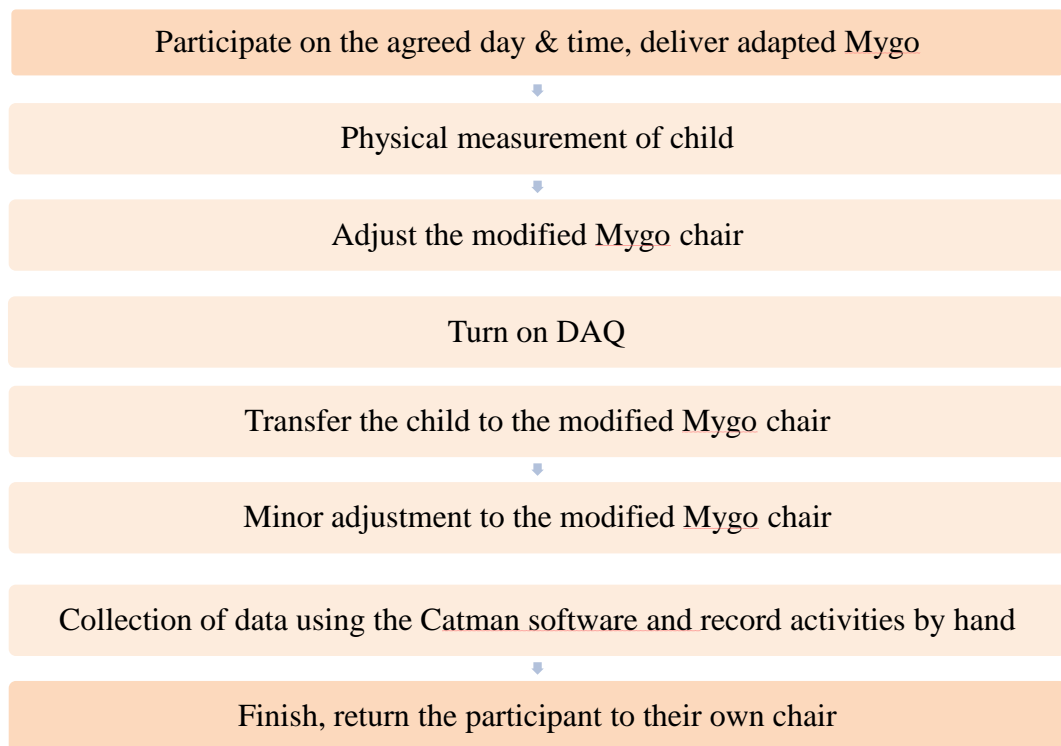 Participate on the agreed day & time, deliver adapted Mygo
Physical measurement of child
Adjust the modified Mygo chair
Turn on DAQ
Transfer the child to the modified Mygo chair
Minor adjustment to the modified Mygo chair
Collection of data using the Catman software and record activities by hand
Finish, return the participant to their own chair